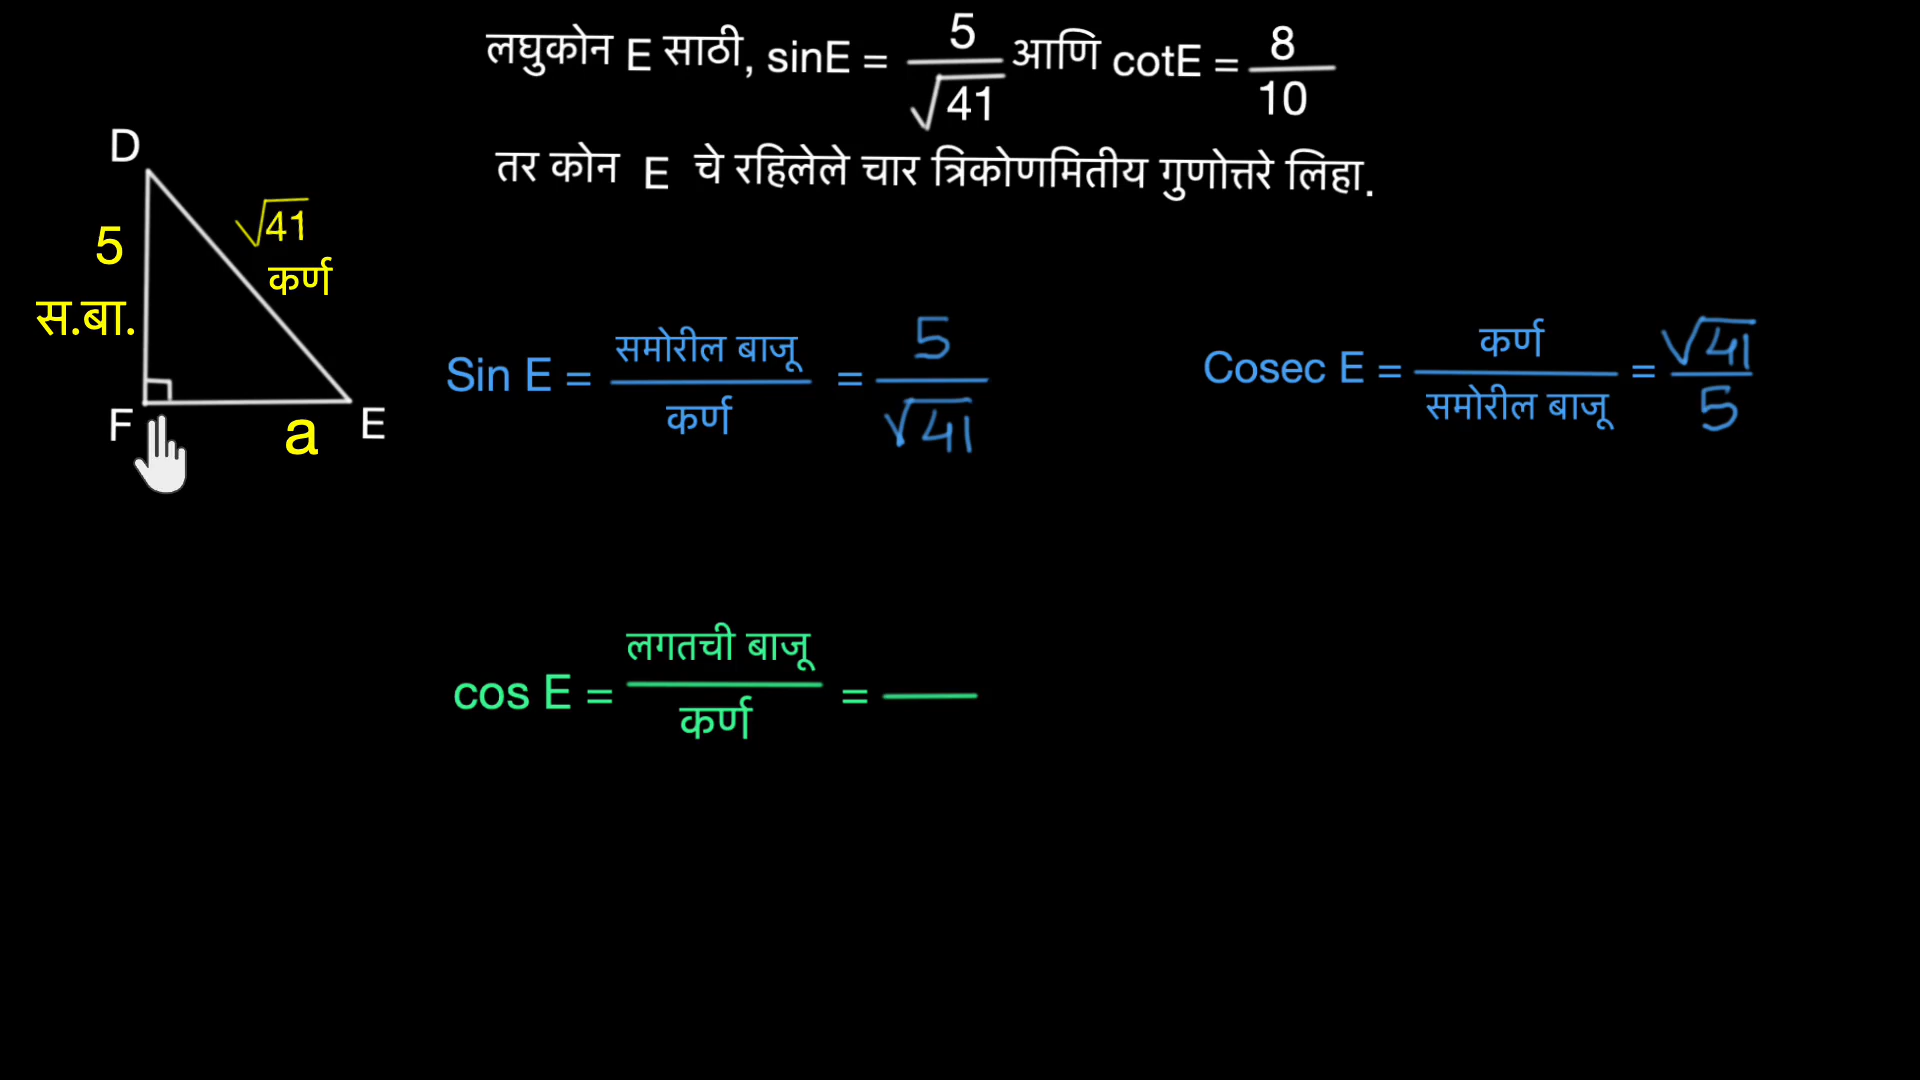 लघुकोन E साठी, sinE = 5/√41 आणि cotE = 8/10
तर कोन E चे रहिलेले चार त्रिकोणमितीय गुणोत्तरे लिहा.
D
5
√41
कर्ण
स.बा.
F
a
E
Sin E = समोरील बाजू/कर्ण = 5/√41
Cosec E = कर्ण/समोरील बाजू = √41/5
cos E = लगतची बाजू/कर्ण =